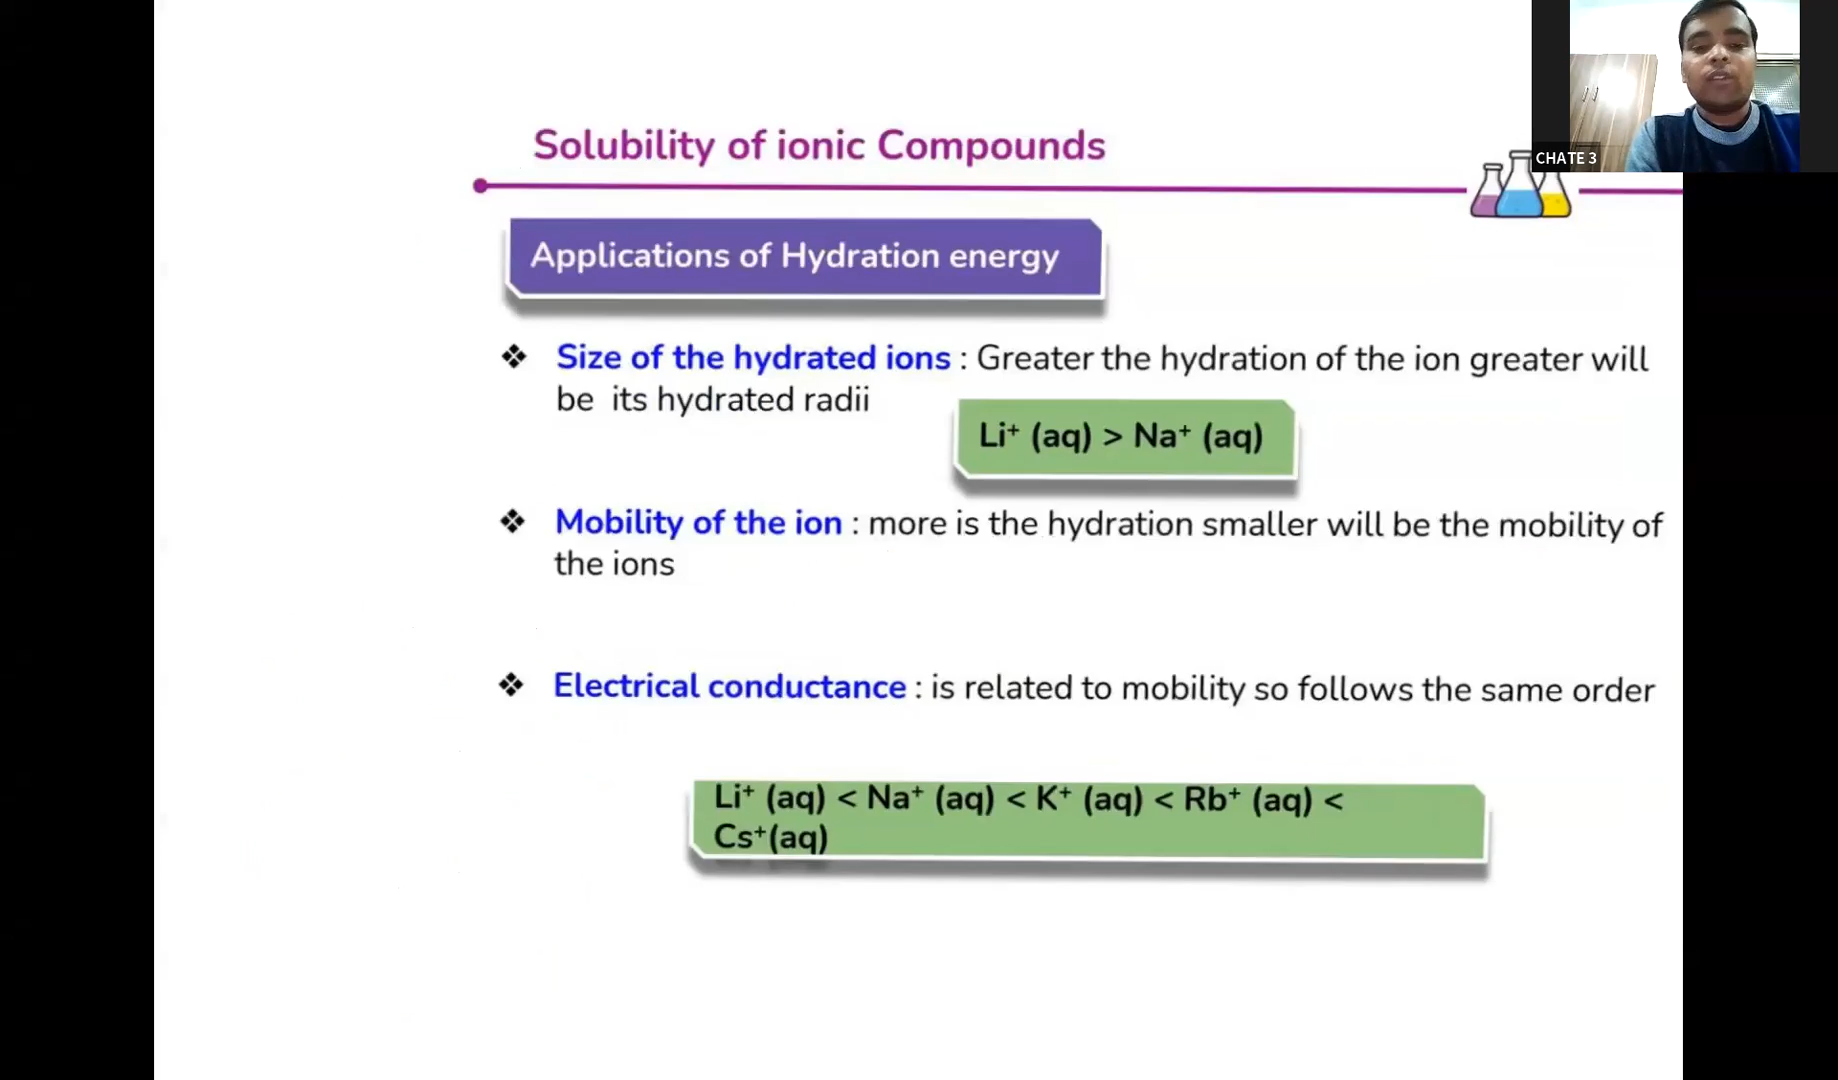 CHATE 3
Solubility of ionic Compounds
Applications of Hydration energy
❖ Size of the hydrated ions : Greater the hydration of the ion greater will
be its hydrated radii
Li⁺ (aq) > Na⁺ (aq)
❖ Mobility of the ion : more is the hydration smaller will be the mobility of
the ions
❖ Electrical conductance : is related to mobility so follows the same order
Li⁺ (aq) < Na⁺ (aq) < K⁺ (aq) < Rb⁺ (aq) <
Cs⁺(aq)